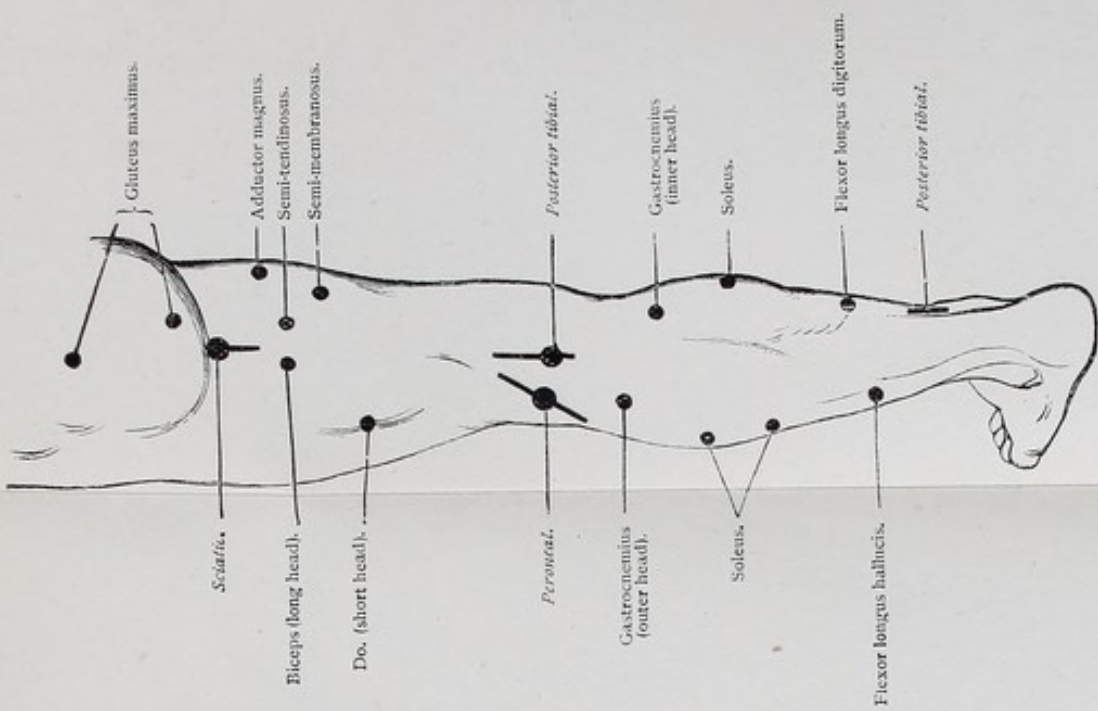 Gluteus maximus.
Adductor magnus.
Semi-tendinosus.
Semi-membranosus.
Posterior tibial.
Gastrocnemius
(inner head).
Soleus.
Flexor longus digitorum.
Posterior tibial.
Sciatic.
Biceps (long head).
Do. (short head).
Peroneal.
Gastrocnemius
(outer head).
Soleus.
Flexor longus hallucis.